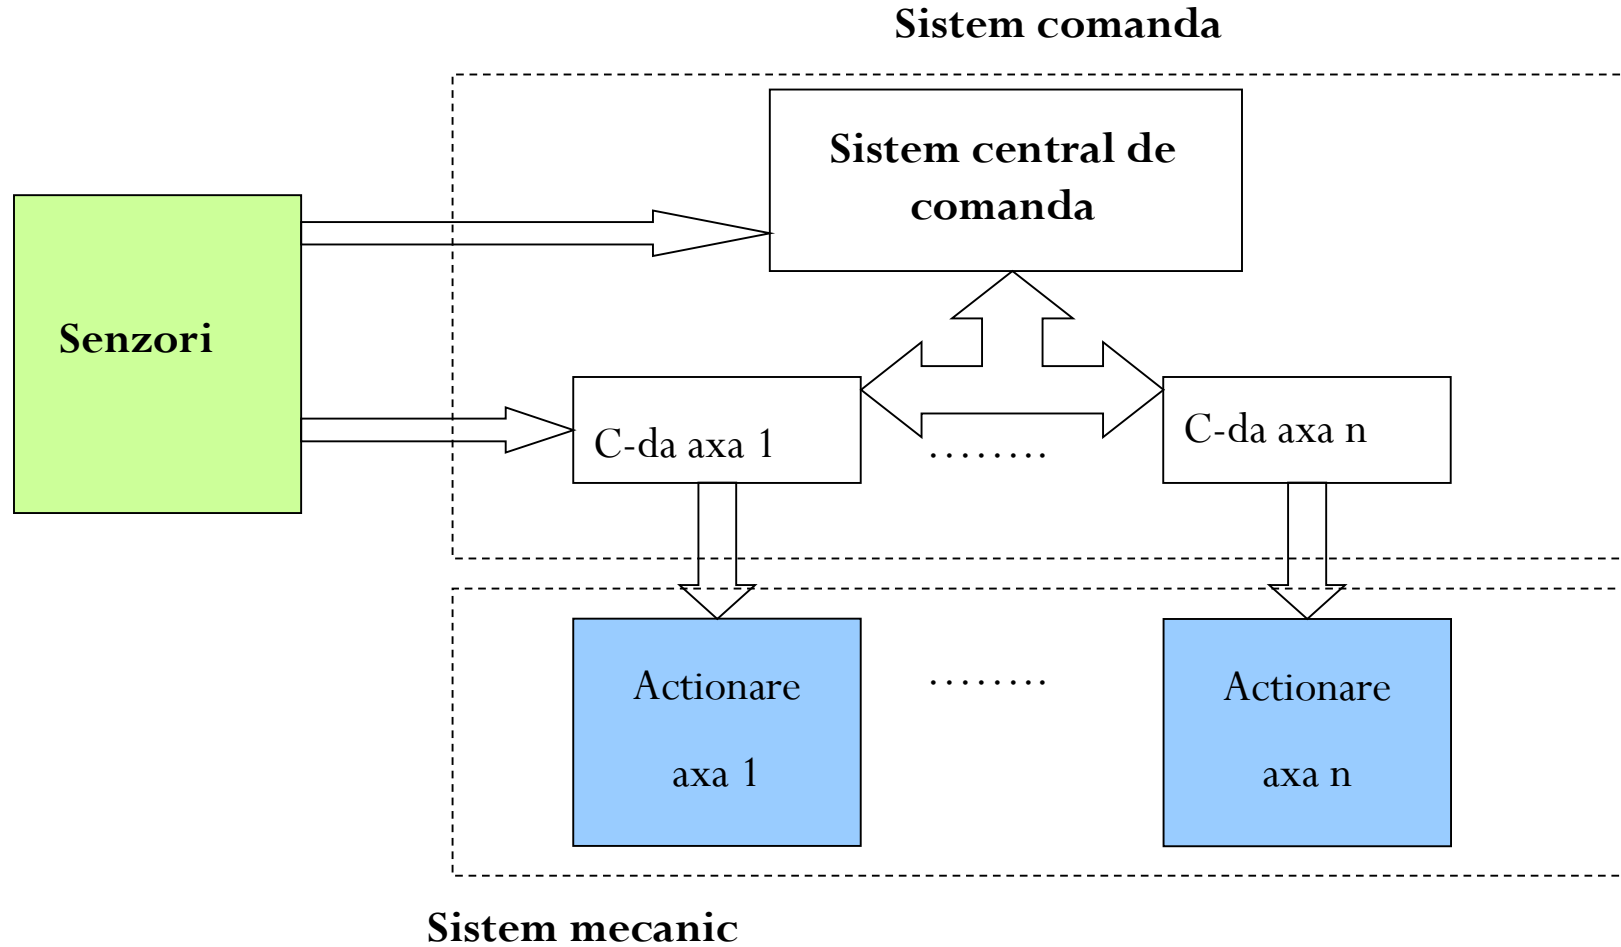 Sistem comanda
Sistem central de
comanda
Senzori
C-da axa 1
........
C-da axa n
Actionare
axa 1
........
Actionare
axa n
Sistem mecanic